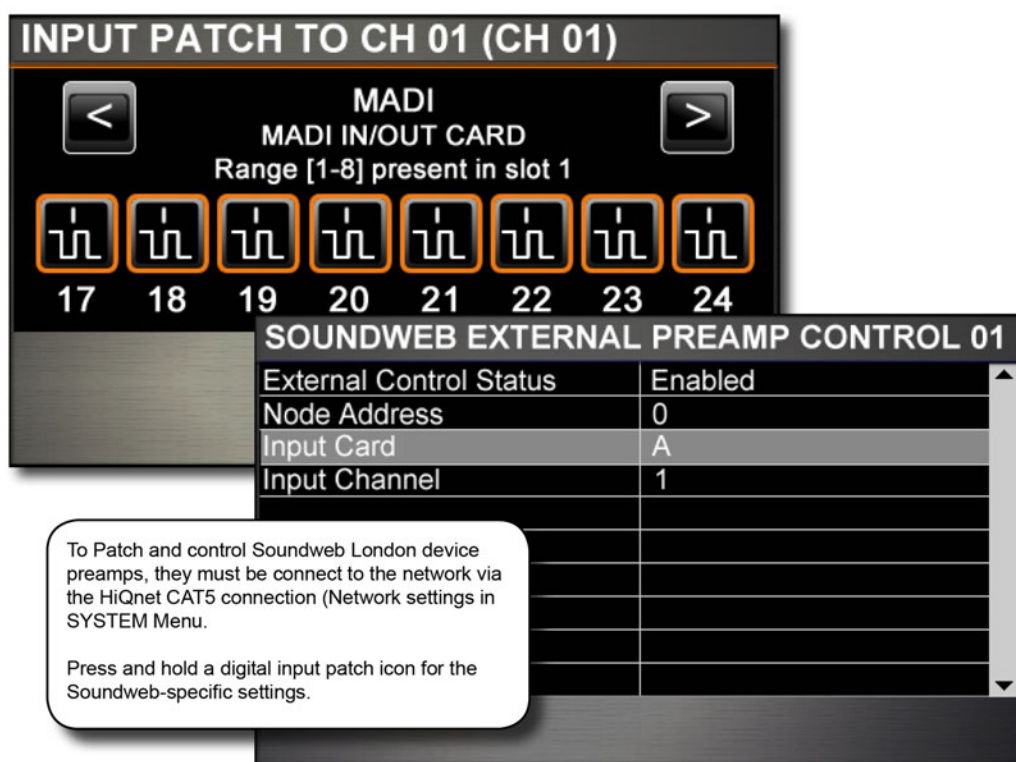 INPUT PATCH TO CH 01 (CH 01)
< MADI >
MADI IN/OUT CARD
Range [1-8] present in slot 1
17 18 19 20 21 22 23 24
SOUNDWEB EXTERNAL PREAMP CONTROL 01
External Control Status Enabled
Node Address 0
Input Card A
Input Channel 1
To Patch and control Soundweb London device
preamps, they must be connect to the network via
the HiQnet CAT5 connection (Network settings in
SYSTEM Menu.
Press and hold a digital input patch icon for the
Soundweb-specific settings.